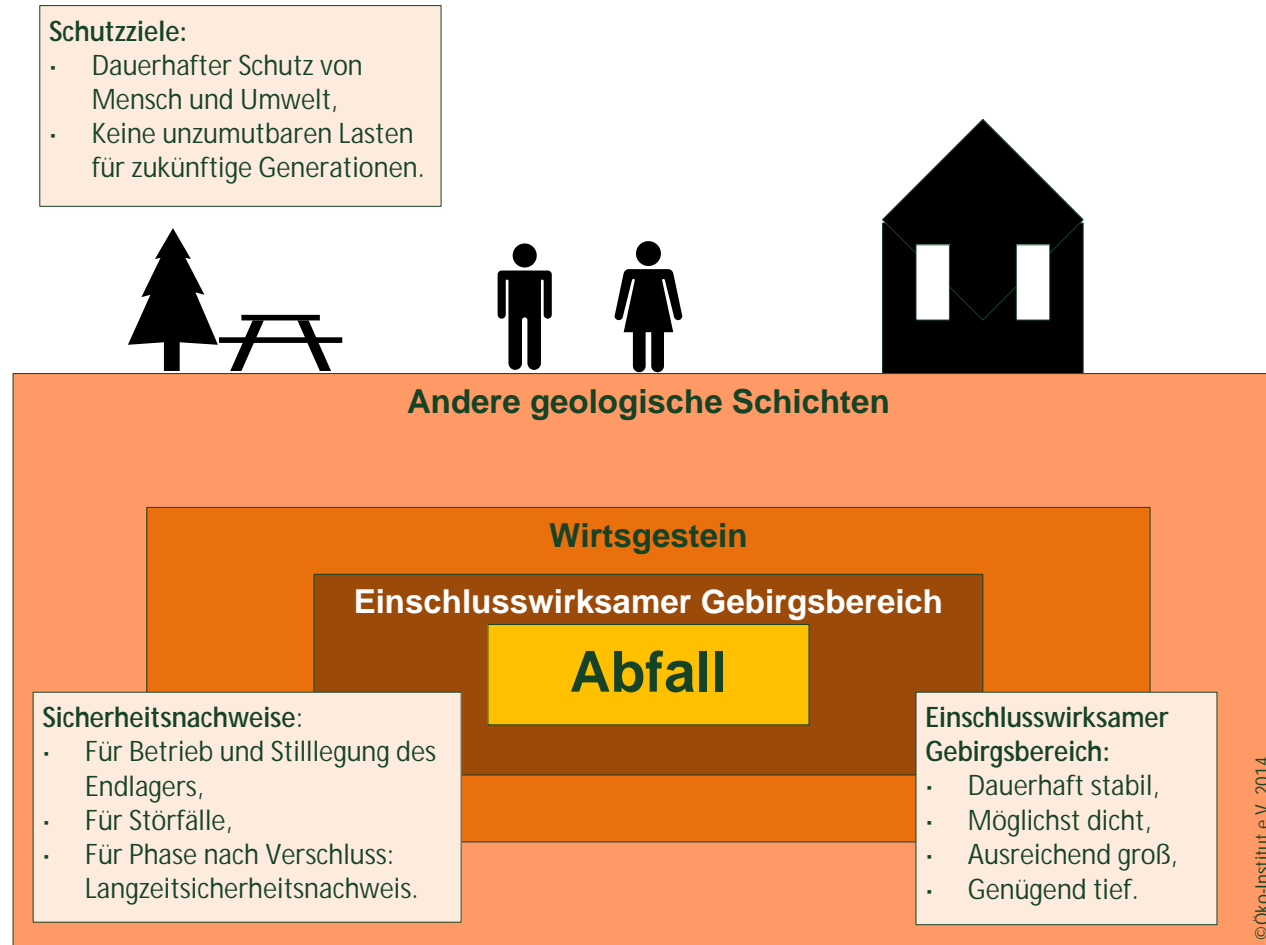 Schutzziele:
· Dauerhafter Schutz von
Mensch und Umwelt,
· Keine unzumutbaren Lasten
für zukünftige Generationen.
Andere geologische Schichten
Wirtsgestein
Einschlusswirksamer Gebirgsbereich
Abfall
Sicherheitsnachweise:
· Für Betrieb und Stilllegung des
Endlagers,
· Für Störfälle,
· Für Phase nach Verschluss:
Langzeitsicherheitsnachweis.
Einschlusswirksamer
Gebirgsbereich:
· Dauerhaft stabil,
· Möglichst dicht,
· Ausreichend groß,
· Genügend tief.
©Öko-Institut e.V. 2014